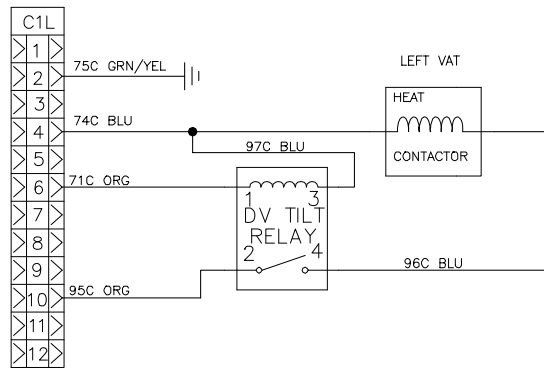 C1L
1
2
3
4
5
6
7
8
9
10
11
12
75C GRN/YEL
74C BLU
97C BLU
71C ORG
95C ORG
1 3
DV TILT
RELAY
2 4
96C BLU
LEFT VAT
HEAT
CONTACTOR